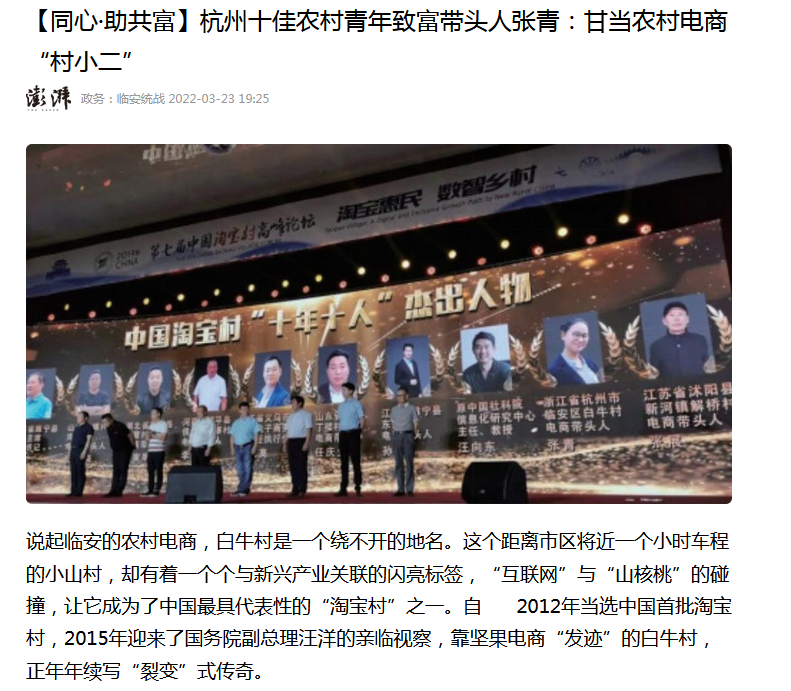 【同心·助共富】杭州十佳农村青年致富带头人张青：甘当农村电商
“村小二”
澎湃 政务：临安统战 2022-03-23 19:25
第七届中国淘宝村高峰论坛
淘宝惠民 数智乡村
中国淘宝村“十年十人”杰出人物
原中国社科院
信息化研究中心
主任、教授
汪向东
浙江省杭州市
临安区白牛村
电商带头人
张青
江苏省沭阳县
新河镇解桥村
电商带头人
说起临安的农村电商，白牛村是一个绕不开的地名。这个距离市区将近一个小时车程
的小山村，却有着一个个与新兴产业关联的闪亮标签，“互联网”与“山核桃”的碰
撞，让它成为了中国最具代表性的“淘宝村”之一。自 2012年当选中国首批淘宝
村，2015年迎来了国务院副总理汪洋的亲临视察，靠坚果电商“发迹”的白牛村，
正年年续写“裂变”式传奇。